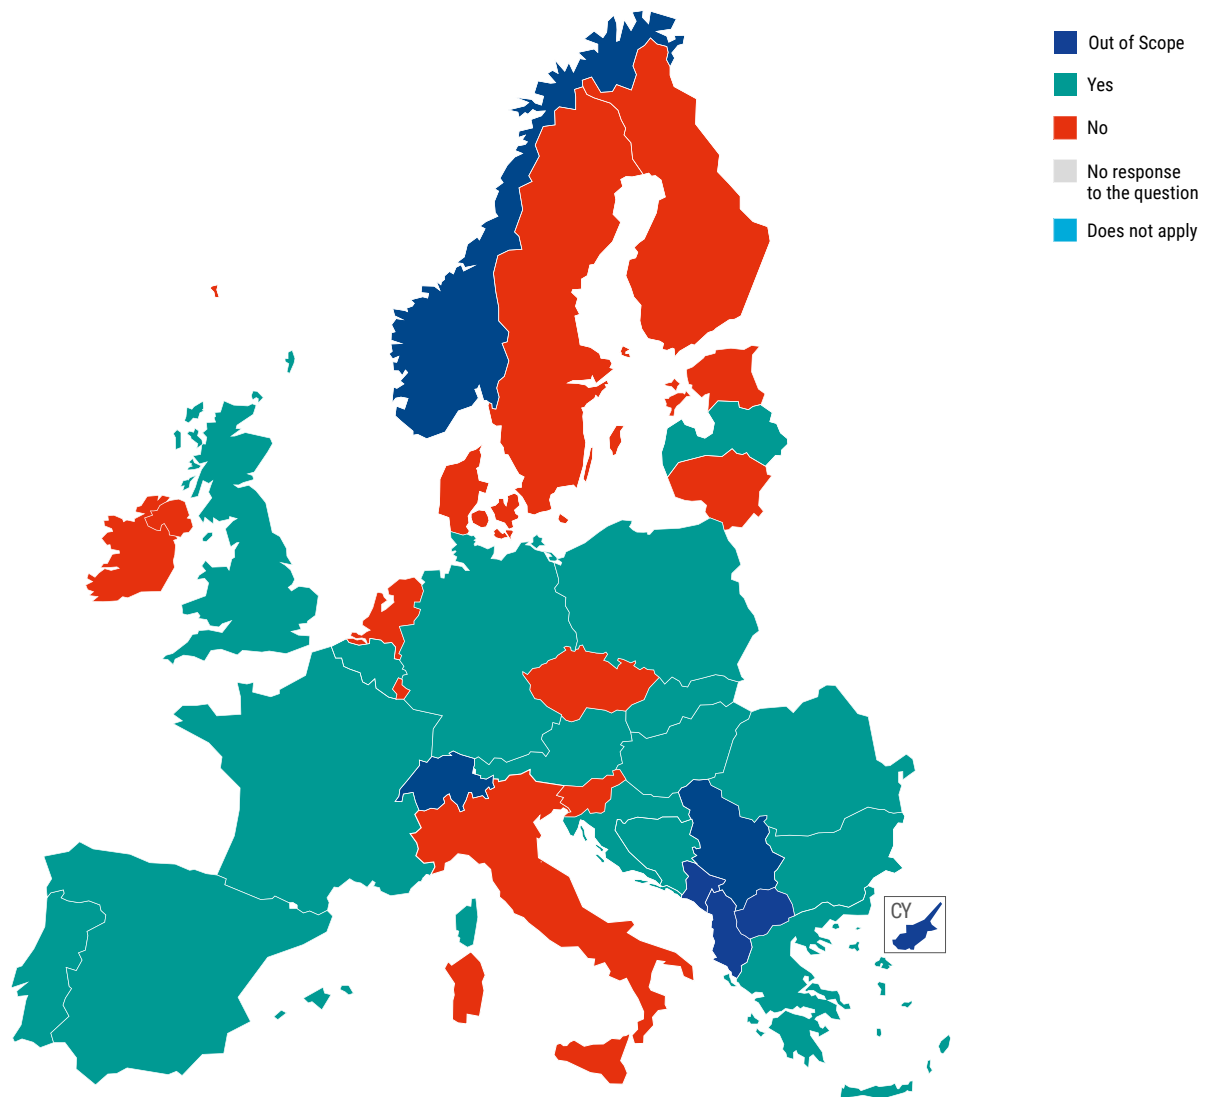 Out of Scope
Yes
No
No response
to the question
Does not apply
CY